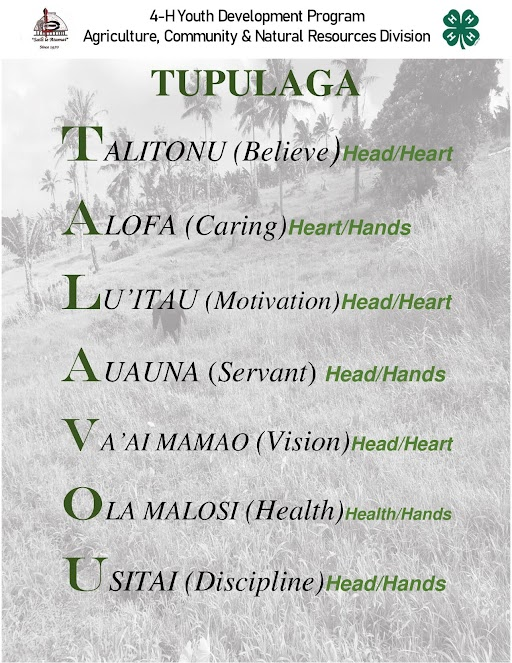 4-H Youth Development Program
Agriculture, Community & Natural Resources Division
Since 1970
H H H H
TUPULAGA
TALITONU (Believe)Head/Heart
ALOFA (Caring)Heart/Hands
LU’ITAU (Motivation)Head/Heart
AUAUNA (Servant) Head/Hands
VA’AI MAMAO (Vision)Head/Heart
OLA MALOSI (Health)Health/Hands
USITAI (Discipline)Head/Hands